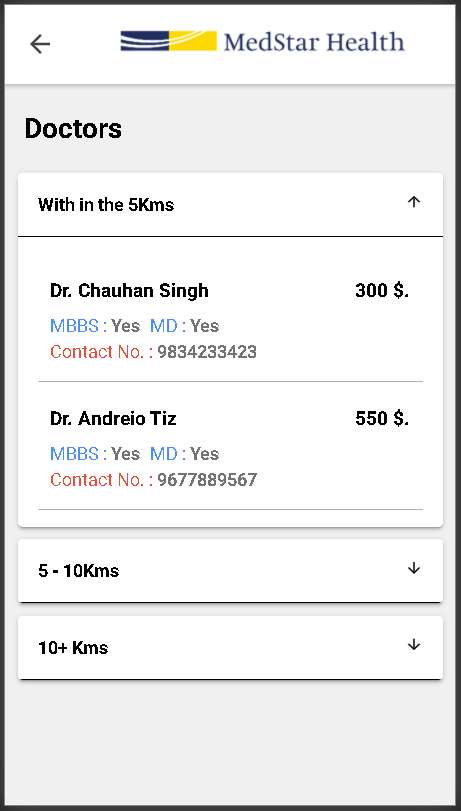 MedStar Health
Doctors
With in the 5Kms
Dr. Chauhan Singh 300 $.
MBBS : Yes MD : Yes
Contact No. : 9834233423
Dr. Andreio Tiz 550 $.
MBBS : Yes MD : Yes
Contact No. : 9677889567
5 - 10Kms
10+ Kms